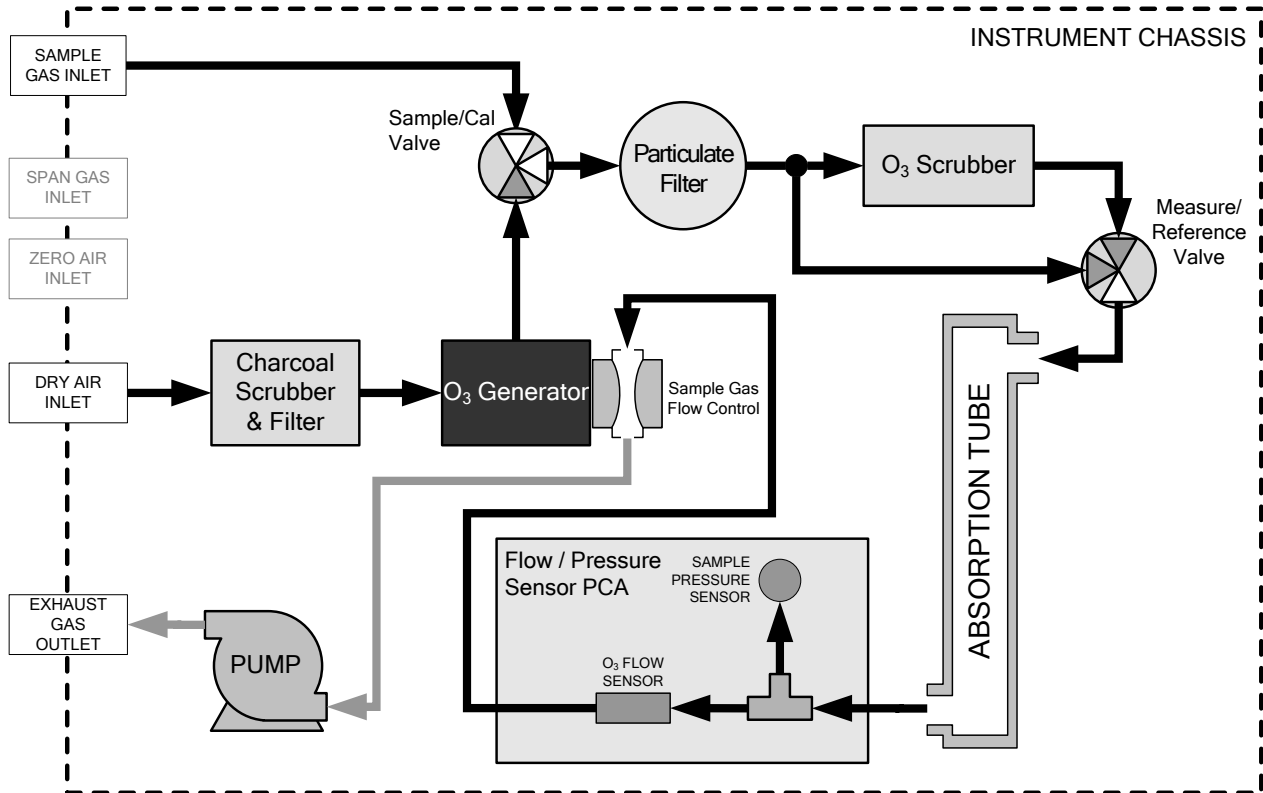 INSTRUMENT CHASSIS
SAMPLE
GAS INLET
Sample/Cal
Valve
Particulate
Filter
O₃ Scrubber
SPAN GAS
INLET
Measure/
Reference
Valve
ZERO AIR
INLET
DRY AIR
INLET
Charcoal
Scrubber
& Filter
O₃ Generator
Sample Gas
Flow Control
ABSORPTION TUBE
Flow / Pressure
Sensor PCA
SAMPLE
PRESSURE
SENSOR
EXHAUST
GAS
OUTLET
PUMP
O₃ FLOW
SENSOR